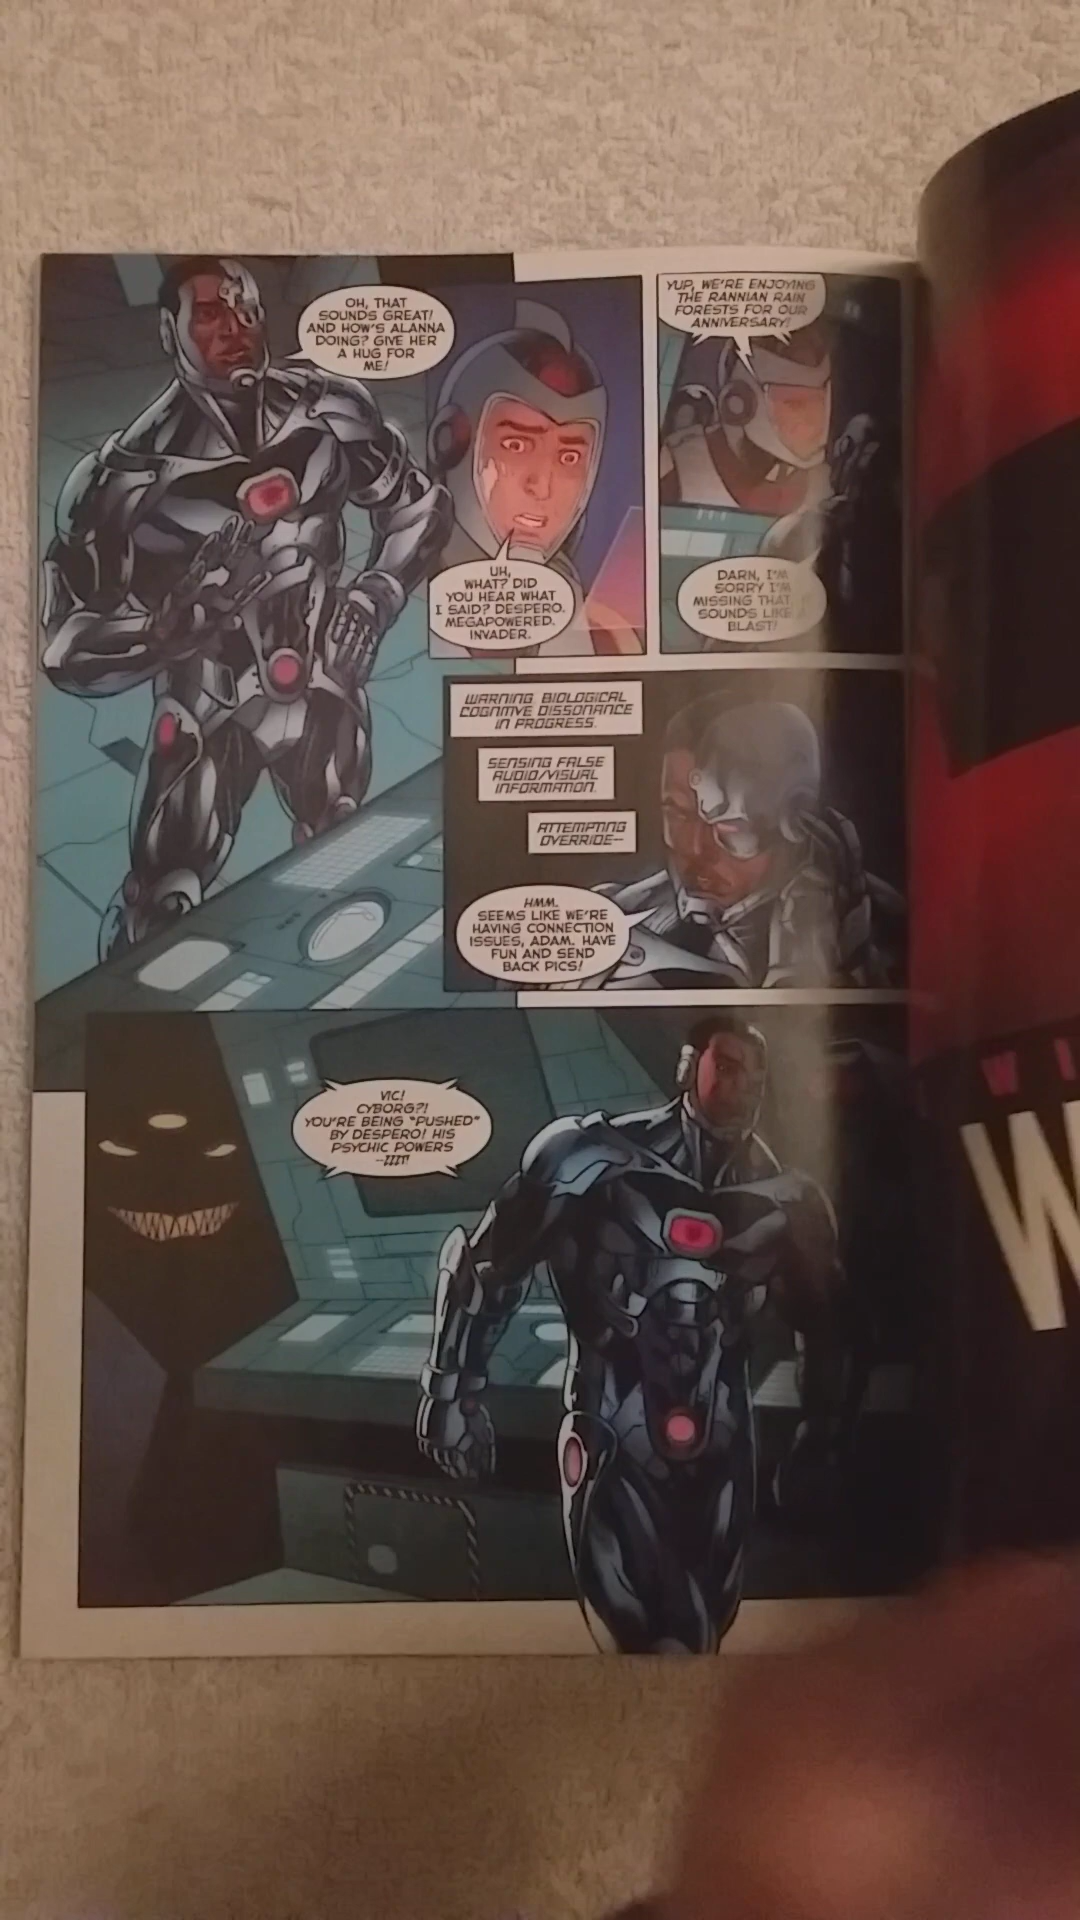 OH, THAT
SOUNDS GREAT!
AND HOW'S ALANNA
DOING? GIVE HER
A HUG FOR
ME!
UH,
WHAT? DID
YOU HEAR WHAT
I SAID? DESPERO.
MEGAPOWERED.
INVADER.
YUP, WE'RE ENJOYING
THE RANNIAN RAIN
FORESTS FOR OUR
ANNIVERSARY!
DARN, I'M
SORRY I'M
MISSING THAT.
SOUNDS LIKE A
BLAST!
WARNING BIOLOGICAL
COGNITIVE DISSONANCE
IN PROGRESS.
SENSING FALSE
AUDIO/VISUAL
INFORMATION.
ATTEMPTING
OVERRIDE--
HMM.
SEEMS LIKE WE'RE
HAVING CONNECTION
ISSUES, ADAM. HAVE
FUN AND SEND
BACK PICS!
VIC!
CYBORG?!
YOU'RE BEING "PUSHED"
BY DESPERO! HIS
PSYCHIC POWERS
--ZZZT!
W I
W